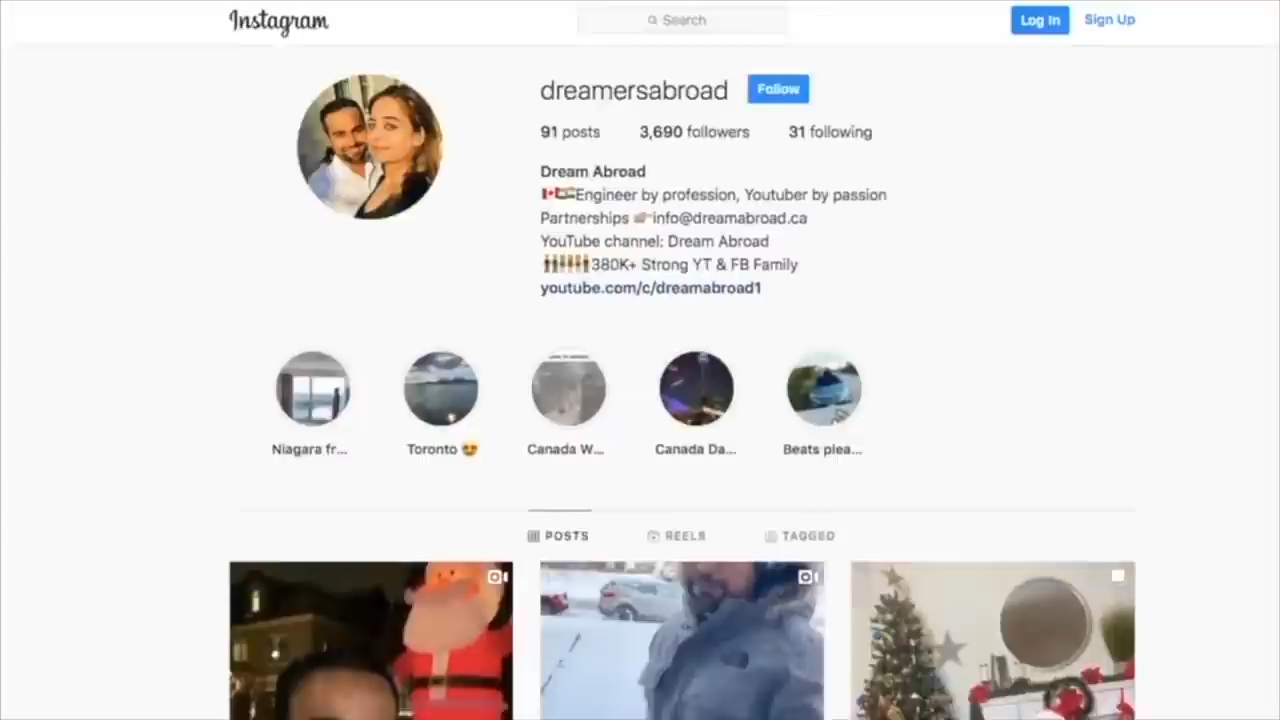 Instagram
Search
Log In
Sign Up
dreamersabroad
Follow
91 posts
3,690 followers
31 following
Dream Abroad
Engineer by profession, Youtuber by passion
Partnerships 👉🏼info@dreamabroad.ca
YouTube channel: Dream Abroad
380K+ Strong YT & FB Family
youtube.com/c/dreamabroad1
Niagara fr...
Toronto 😍
Canada W...
Canada Da...
Beats plea...
POSTS
REELS
TAGGED